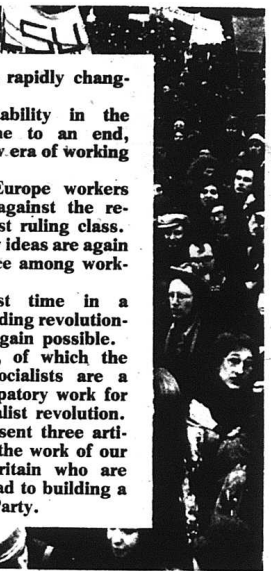 rapidly chang-
ability in the
e to an end,
era of working
Europe workers
against the re-
st ruling class.
ideas are again
ce among work-
st time in a
ding revolution-
gain possible.
, of which the
ocialists are a
patory work for
alist revolution.
sent three arti-
the work of our
ritain who are
ad to building a
Party.